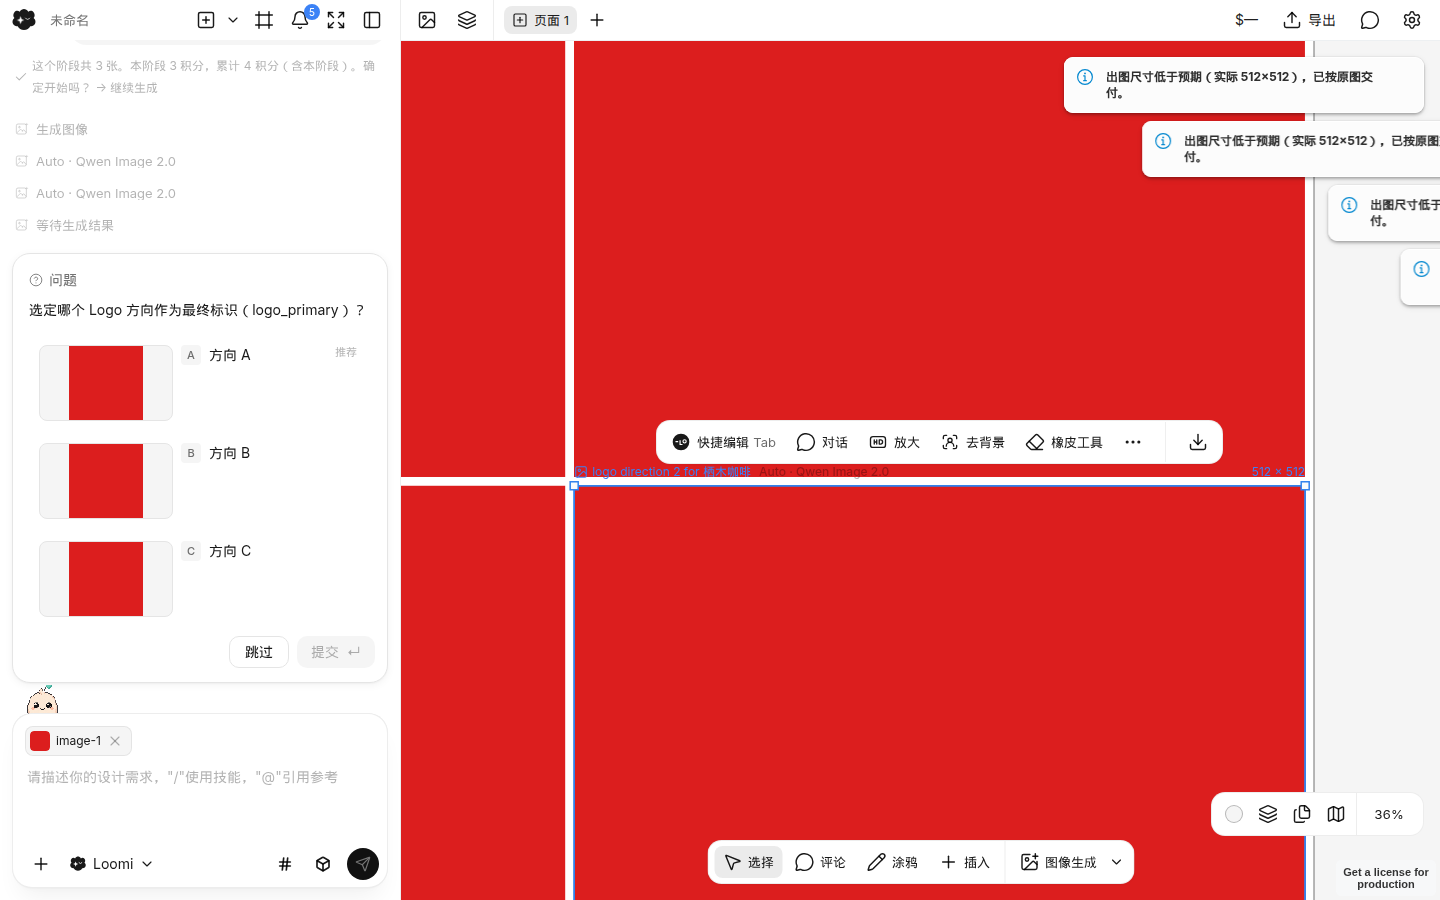 未命名
5
页面 1
$—
导出
这个阶段共 3 张。本阶段 3 积分，累计 4 积分（含本阶段）。确
定开始吗？ → 继续生成
生成图像
Auto · Qwen Image 2.0
Auto · Qwen Image 2.0
等待生成结果
问题
选定哪个 Logo 方向作为最终标识（logo_primary）？
A 方向 A 推荐
B 方向 B
C 方向 C
跳过
提交
image-1
请描述你的设计需求，"/"使用技能，"@"引用参考
Loomi
出图尺寸低于预期（实际 512×512），已按原图交
付。
出图尺寸低于预期（实际 512×512），已按原图
付。
出图尺寸低于
付。
快捷编辑 Tab
对话
HD 放大
去背景
橡皮工具
logo direction 2 for 栖木咖啡 Auto · Qwen Image 2.0
512 × 512
36%
选择
评论
涂鸦
插入
图像生成
Get a license for
production